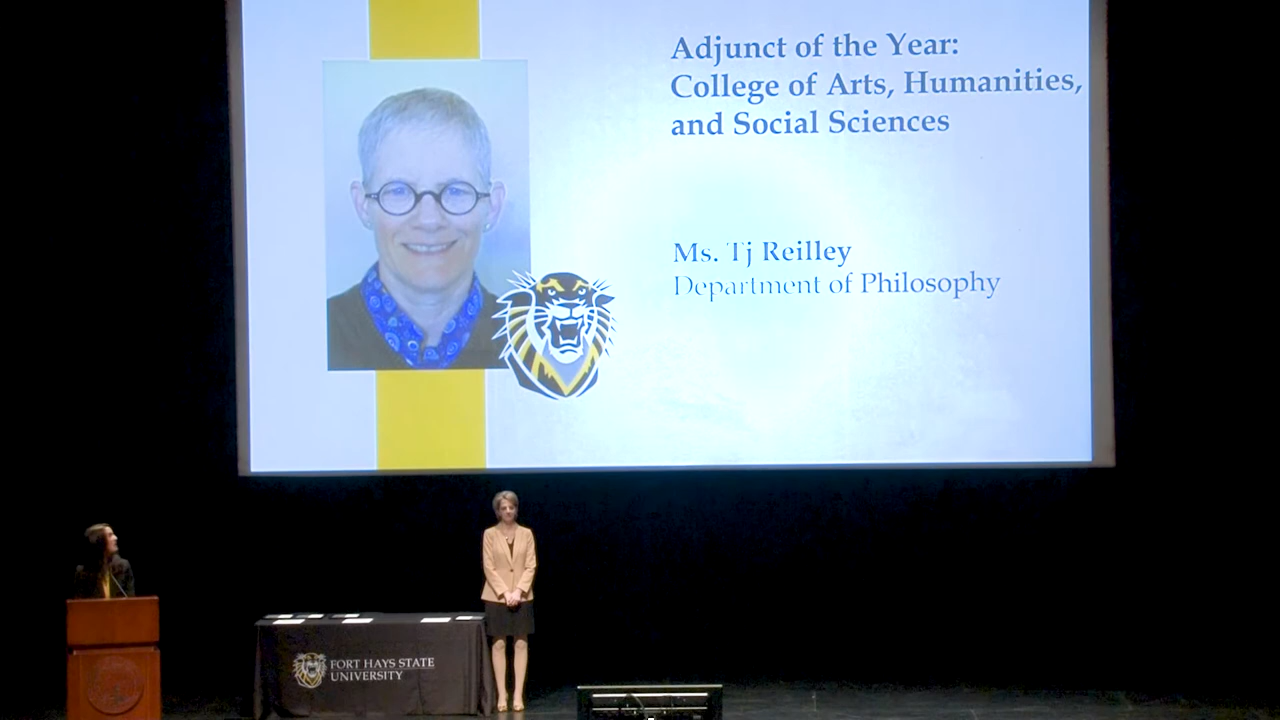 Adjunct of the Year:
College of Arts, Humanities,
and Social Sciences
Ms. Tj Reilley
Department of Philosophy
FORT HAYS STATE
UNIVERSITY